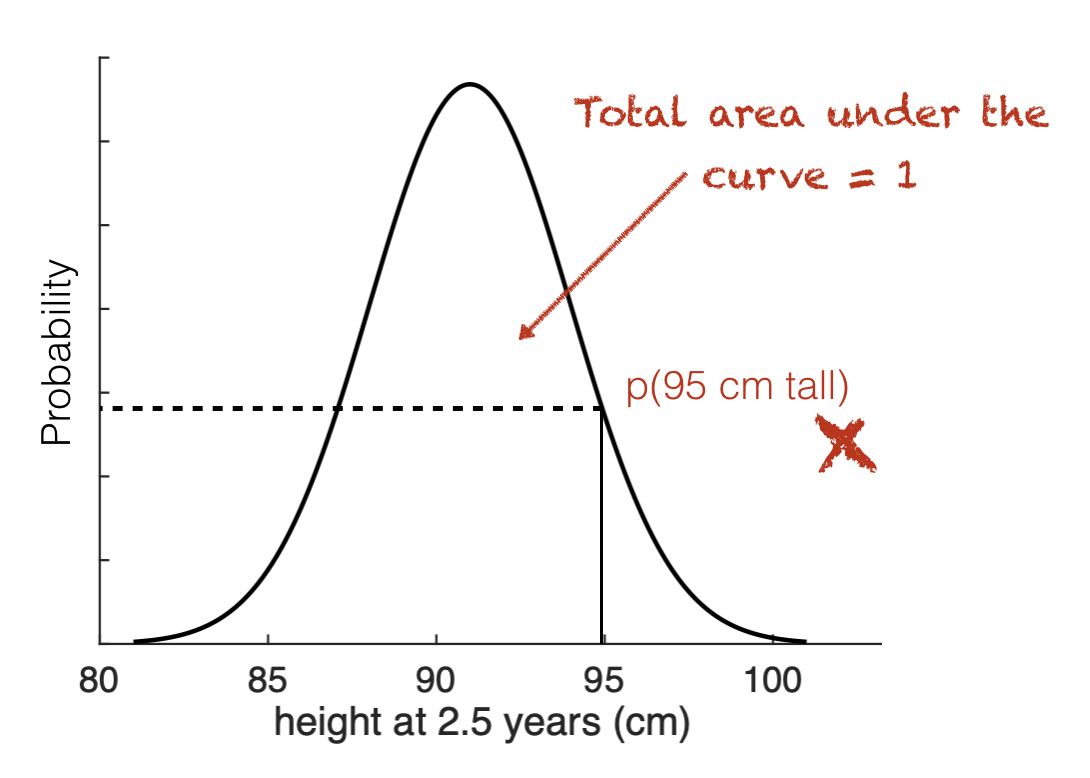 Total area under the
curve = 1
Probability
p(95 cm tall)
80 85 90 95 100
height at 2.5 years (cm)